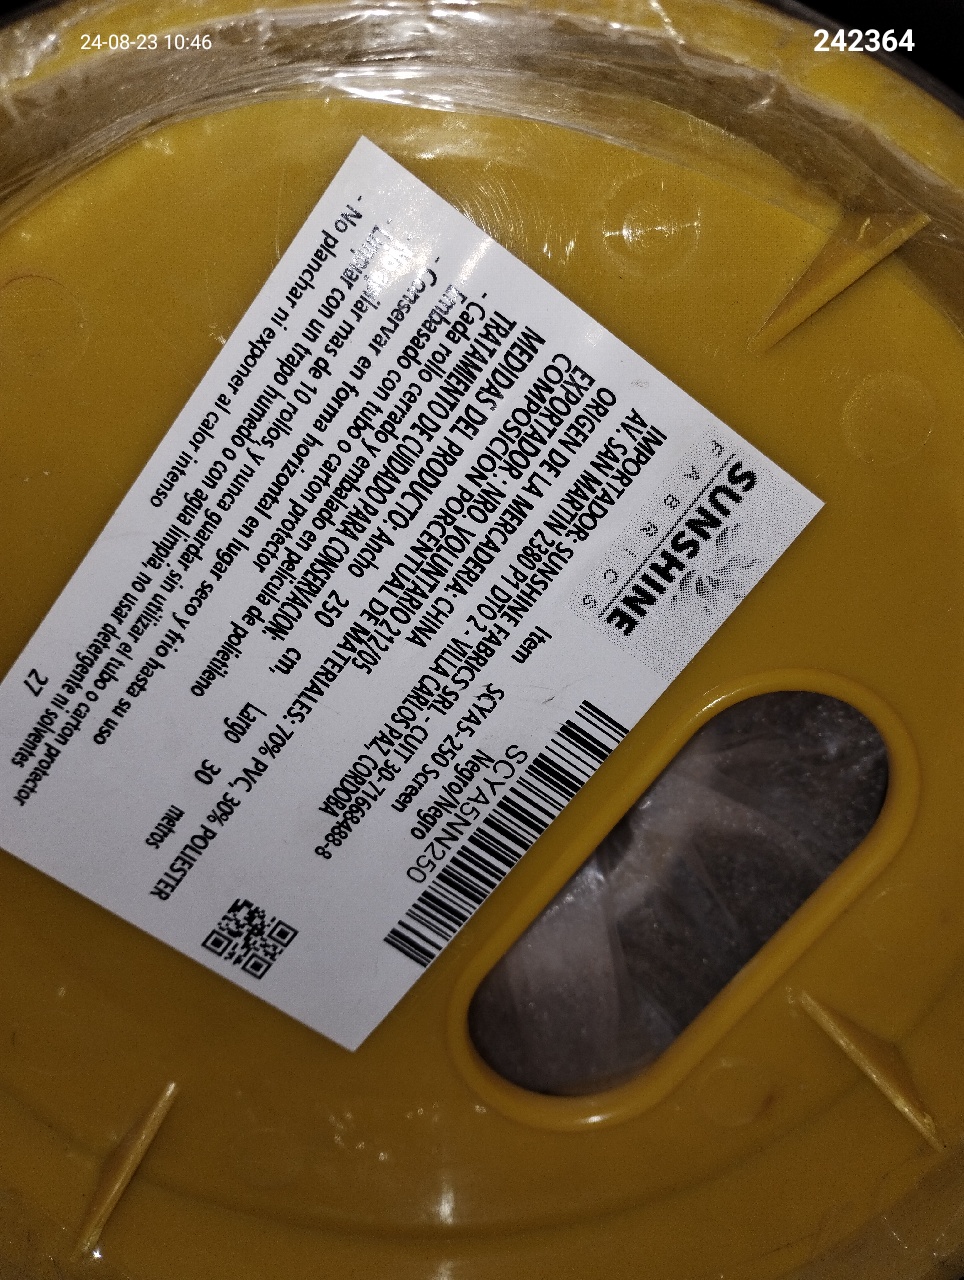 24-08-23 10:46
242364
SUNSHINE
FABRICS
SCYA5NN250
Item SCYA5-250 Screen
Negro/Negro
IMPORTADOR: SUNSHINE FABRICS SRL - CUIT 30-71669488-8
AV. SAN MARTIN 2380 P1 DTO 2 - VILLA CARLOS PAZ, CORDOBA
ORIGEN DE LA MERCADERIA: CHINA
EXPORTADOR: NRO VOLUNTARIO 212/05
COMPOSICIÓN PORCENTUAL DE MATERIALES: 70% PVC, 30% POLIESTER
MEDIDAS DEL PRODUCTO: Ancho 250 cm, Largo 30 metros
TRATAMIENTO DE CUIDADO PARA CONSERVACION:
- Cada rollo cerrado y embalado en pelicula de polietileno
Embasado con tubo o carton protector
- Conservar en forma horizontal en lugar seco y frio hasta su uso
mas de 10 rollos, y nunca guardar sin utilizar el tubo o carton protector
- Limpiar con un trapo humedo o con agua limpia, no usar detergente ni solventes
- No planchar ni exponer al calor intenso
27